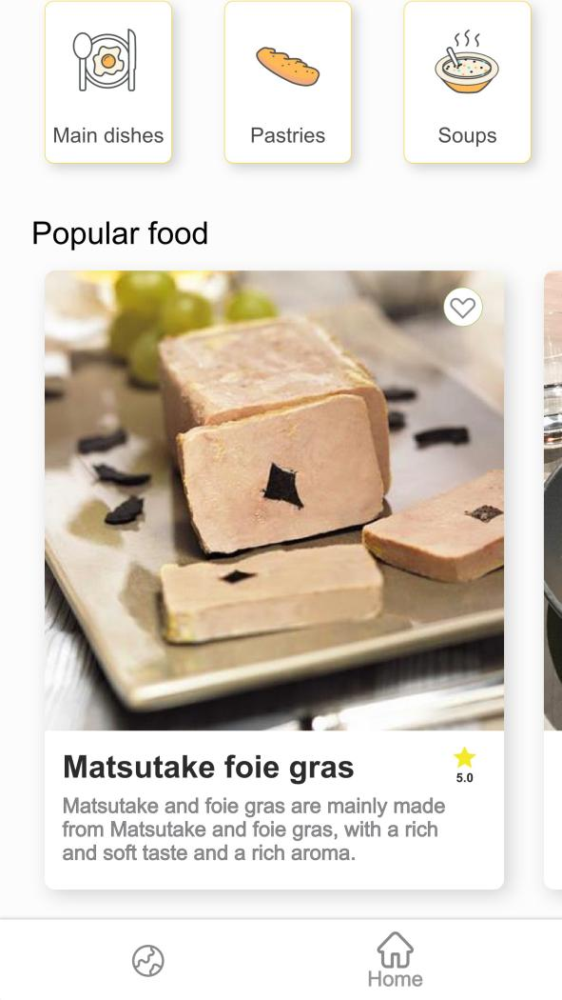 Main dishes
Pastries
Soups
Popular food
Matsutake foie gras
5.0
Matsutake and foie gras are mainly made
from Matsutake and foie gras, with a rich
and soft taste and a rich aroma.
Home